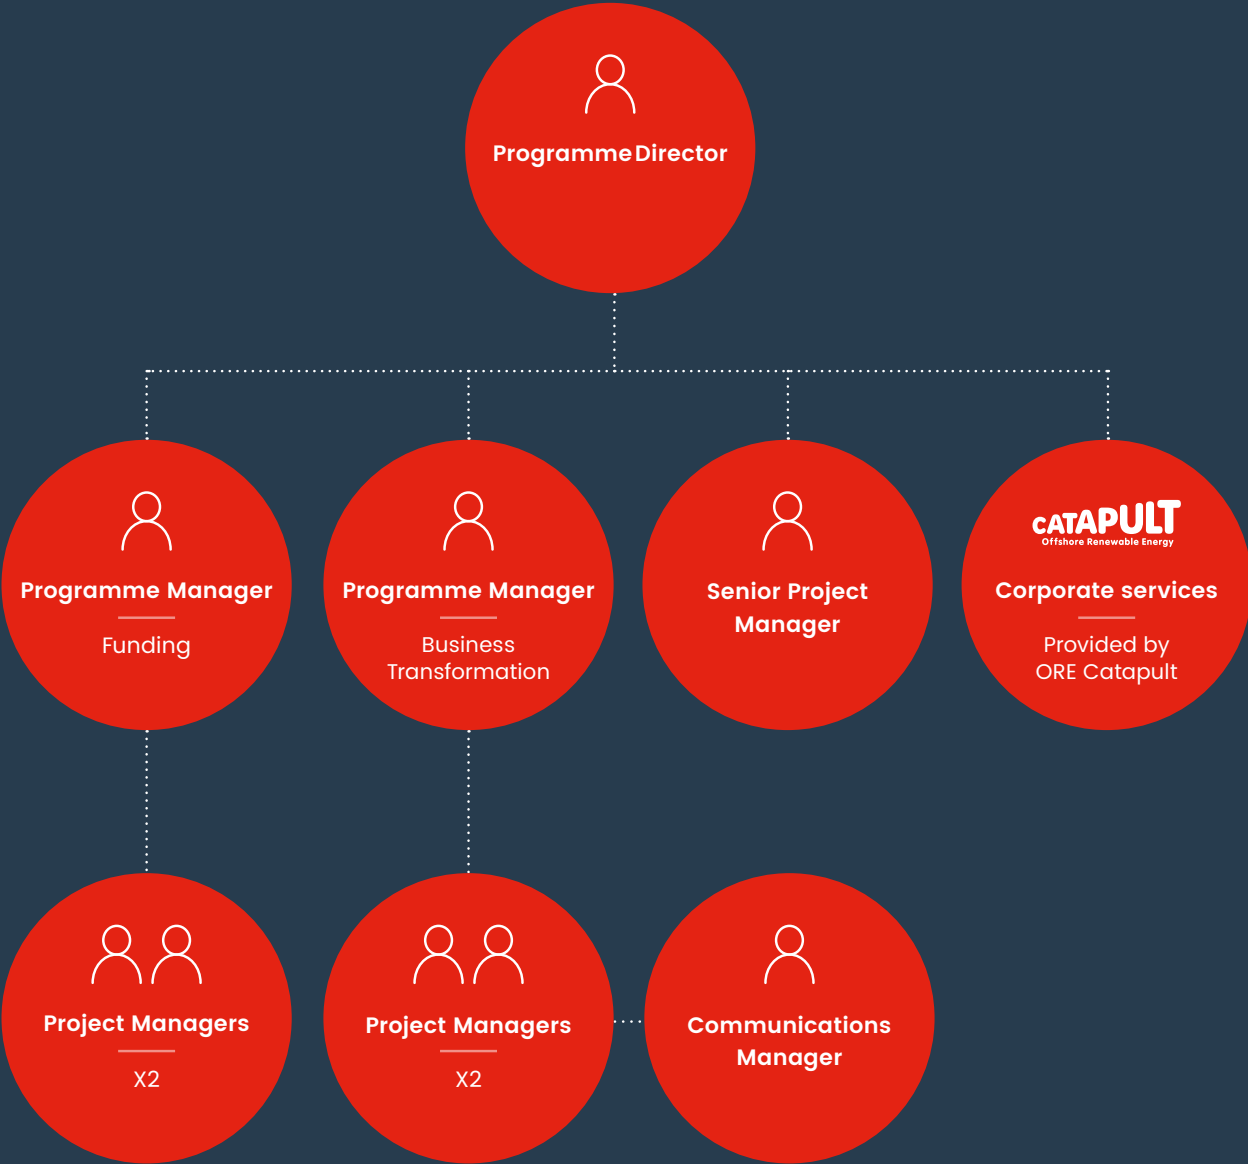 Programme Director
Programme Manager
Funding
Programme Manager
Business
Transformation
Senior Project
Manager
CATAPULT
Offshore Renewable Energy
Corporate services
Provided by
ORE Catapult
Project Managers
X2
Project Managers
X2
Communications
Manager